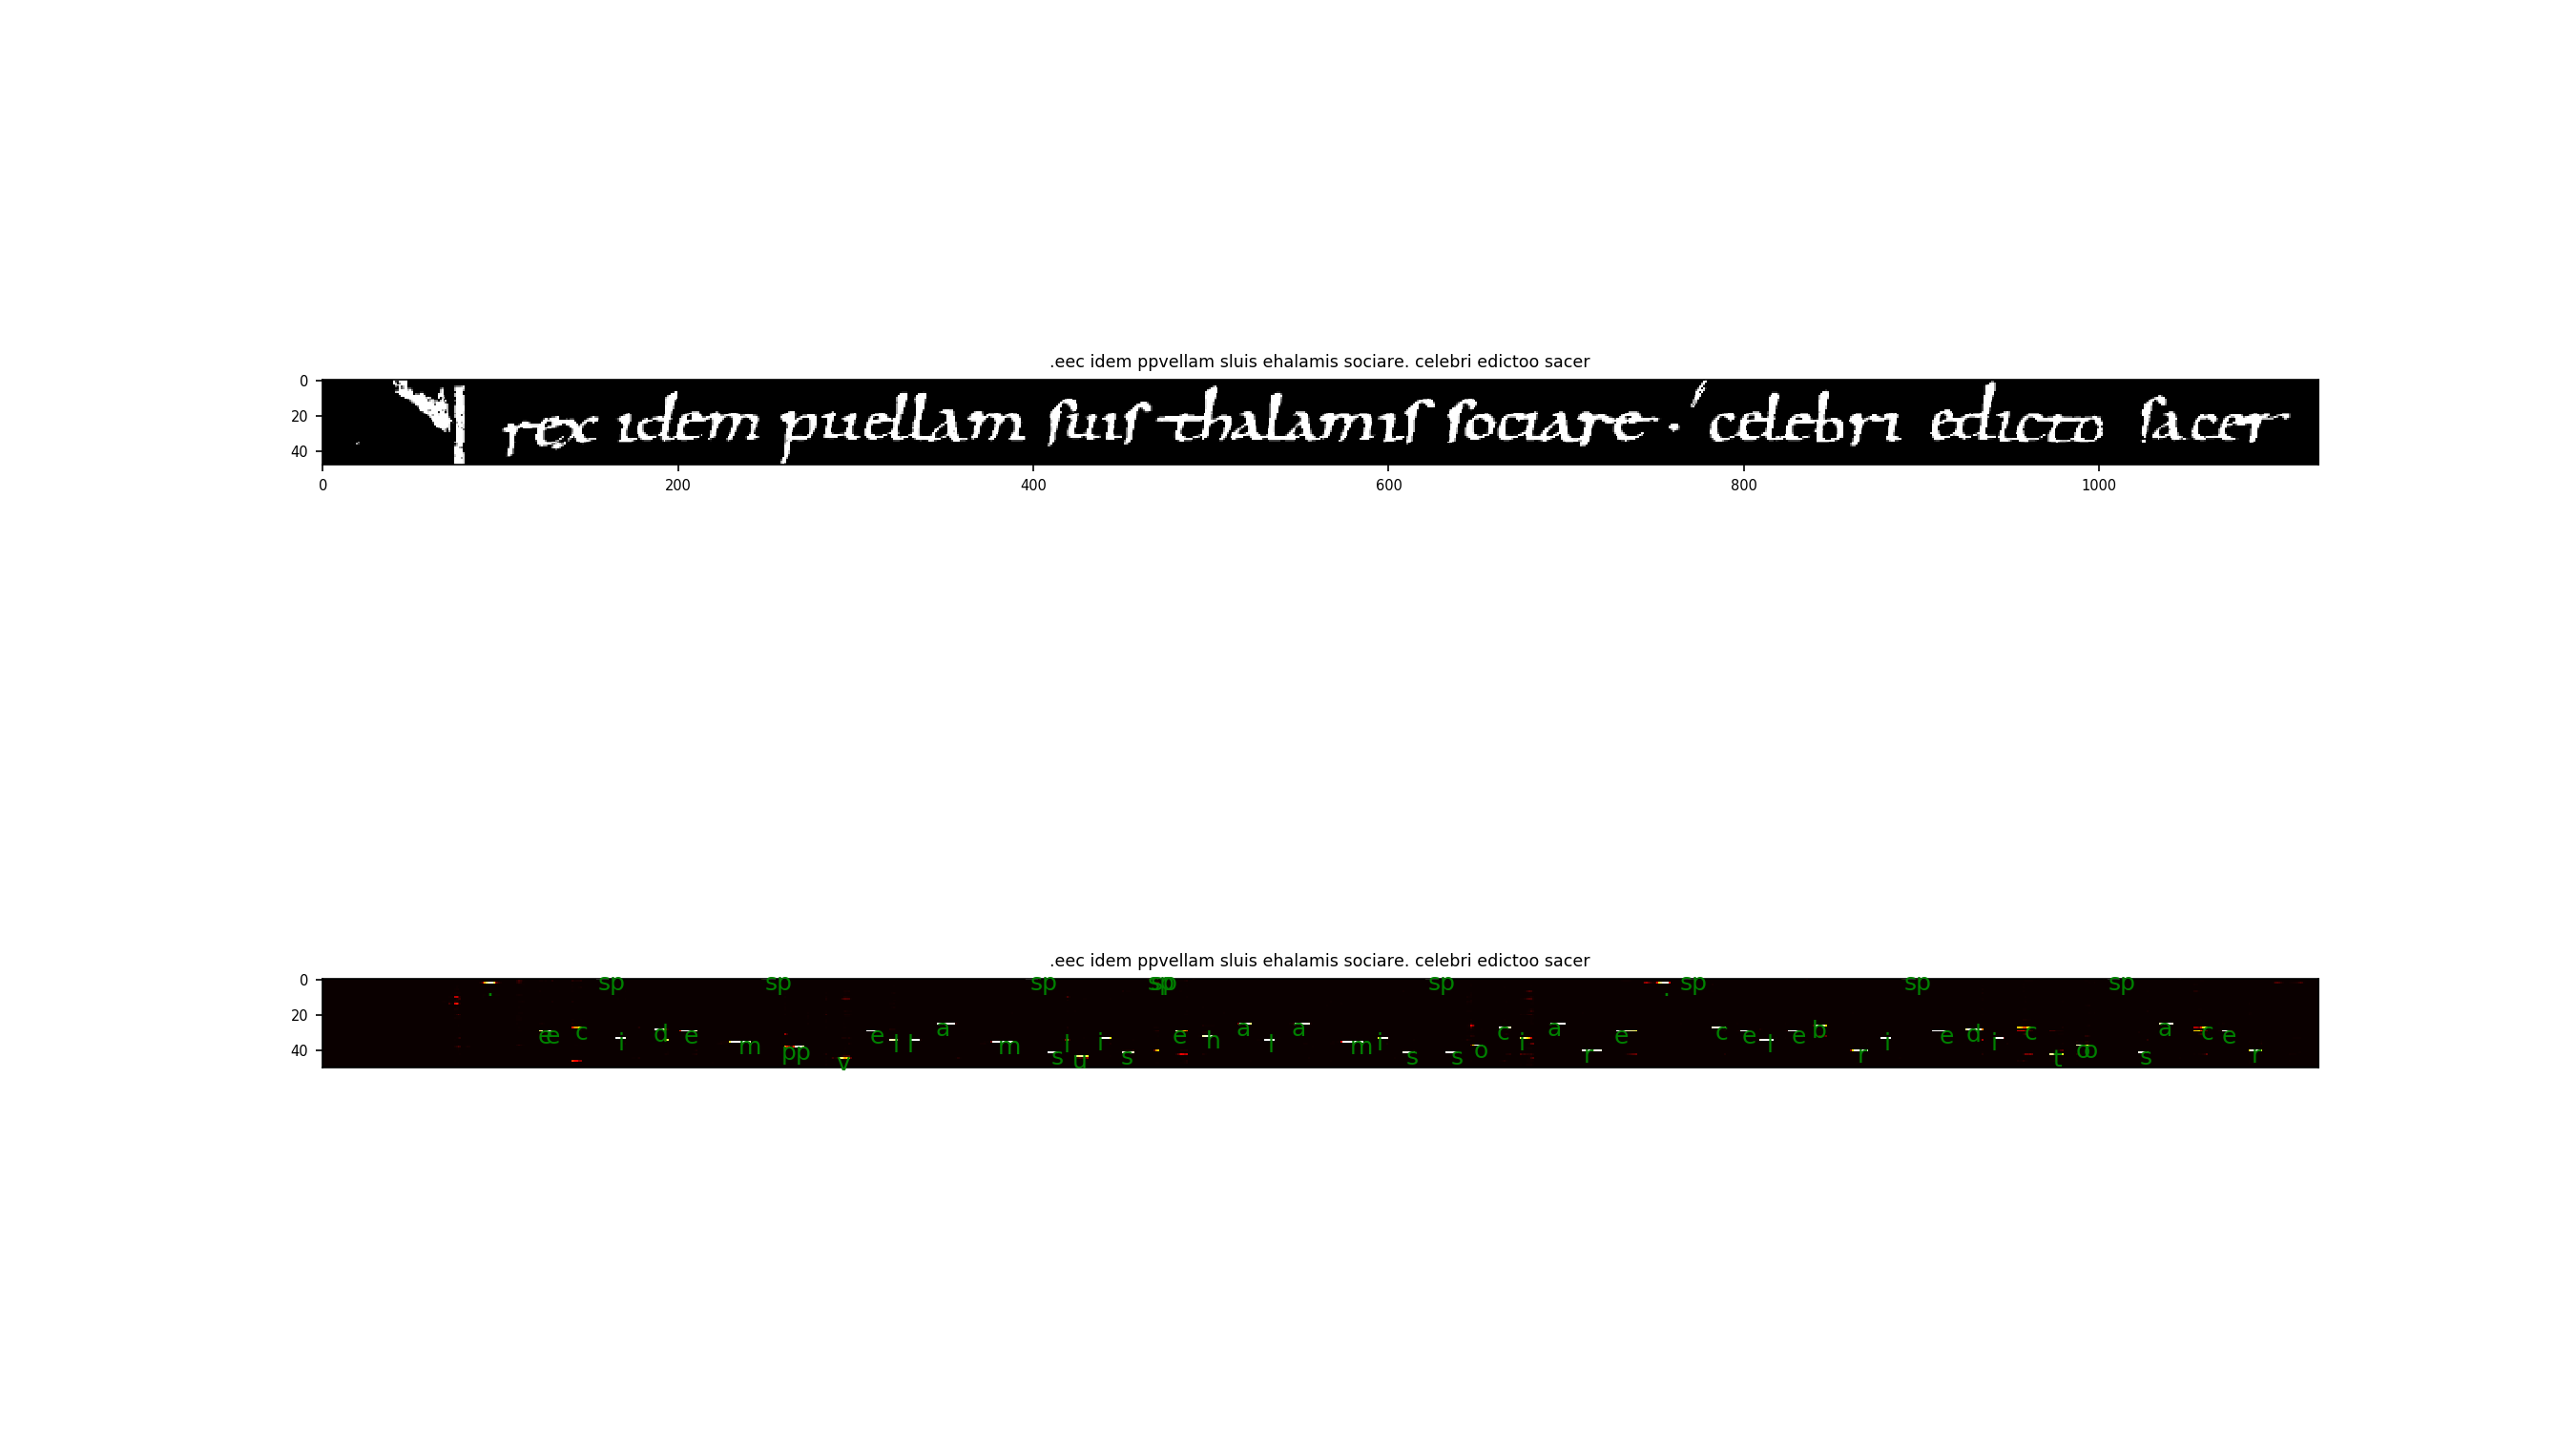 .eec idem ppvellam sluis ehalamis sociare. celebri edictoo sacer
0
20
40
rex idem puellam suis thalamis sociare · celebri edicto sacer
0 200 400 600 800 1000
.eec idem ppvellam sluis ehalamis sociare. celebri edictoo sacer
0
20
40
. e e c sp i d e m sp p p v e l l a m sp s l u i s sp sp e h a l a m i s sp s o c i a r e . sp c e l e b r i sp e d i c t o o sp s a c e r